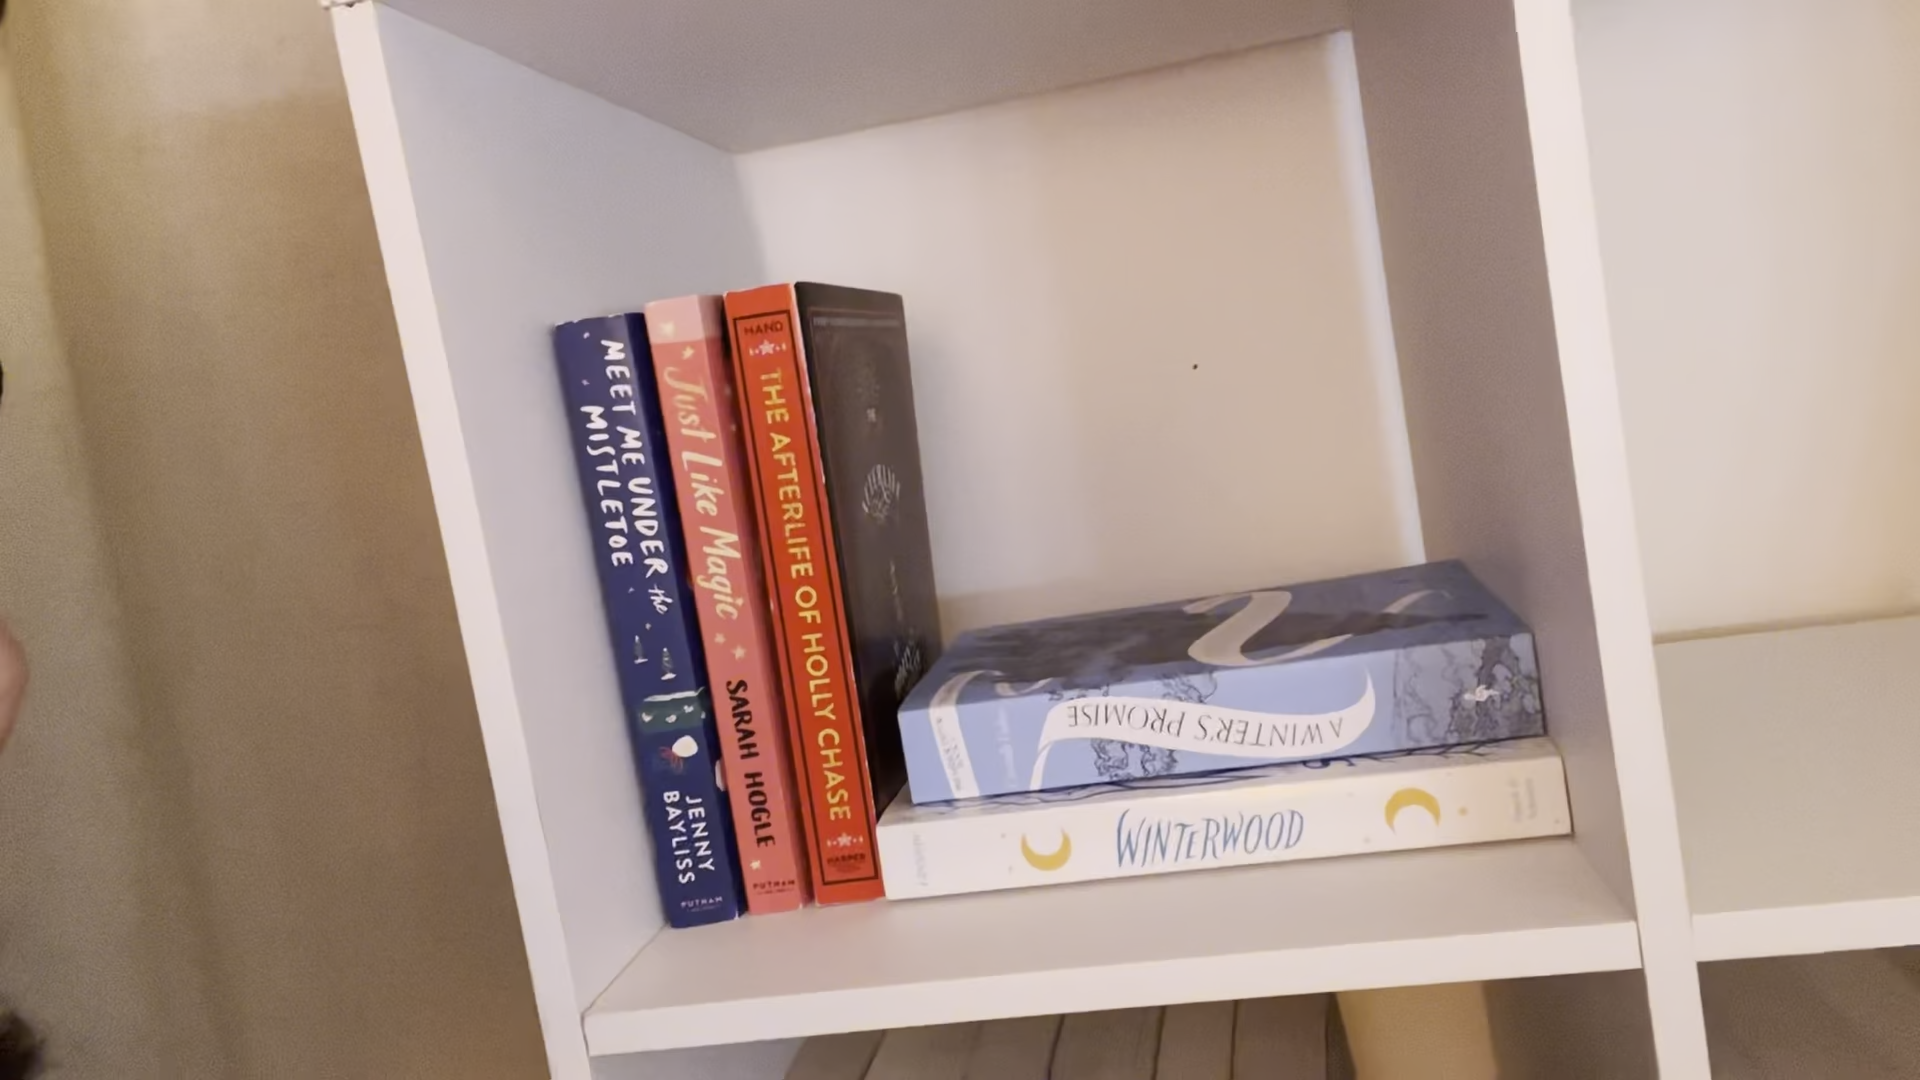 MEET ME UNDER the
MISTLETOE
JENNY
BAYLISS
PUTNAM
Just Like Magic
SARAH HOGLE
PUTNAM
HAND
THE AFTERLIFE OF HOLLY CHASE
HARPER
A WINTER'S PROMISE
WINTERWOOD